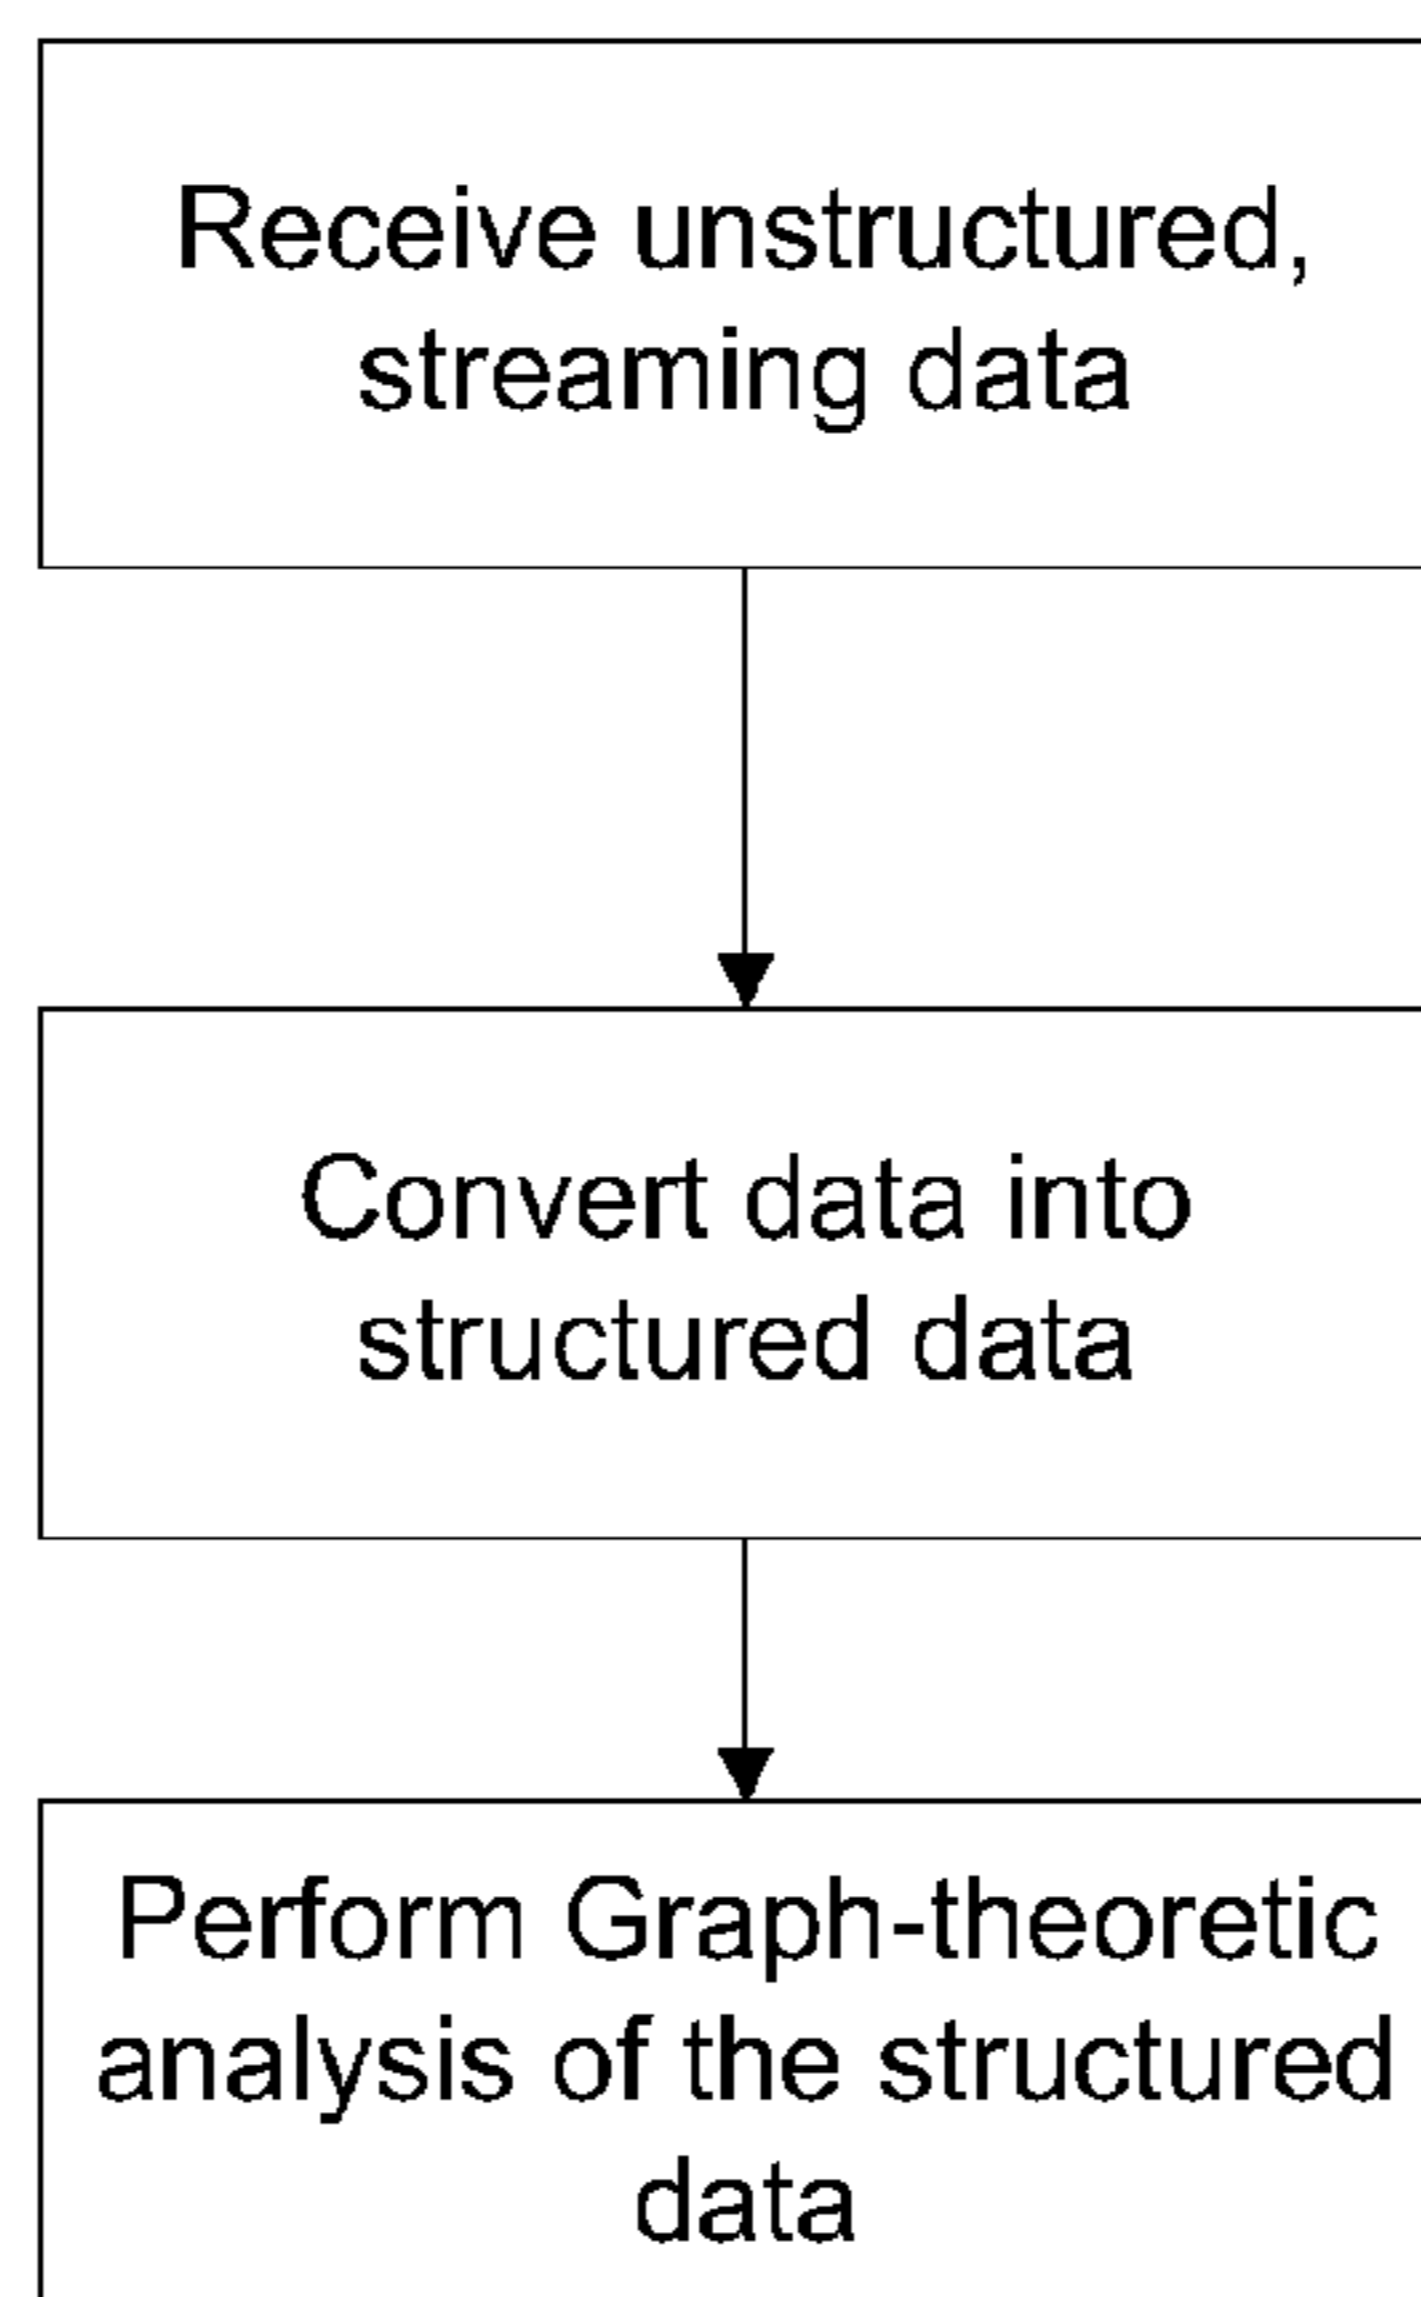 Receive unstructured,
streaming data
Convert data into
structured data
Perform Graph-theoretic
analysis of the structured
data